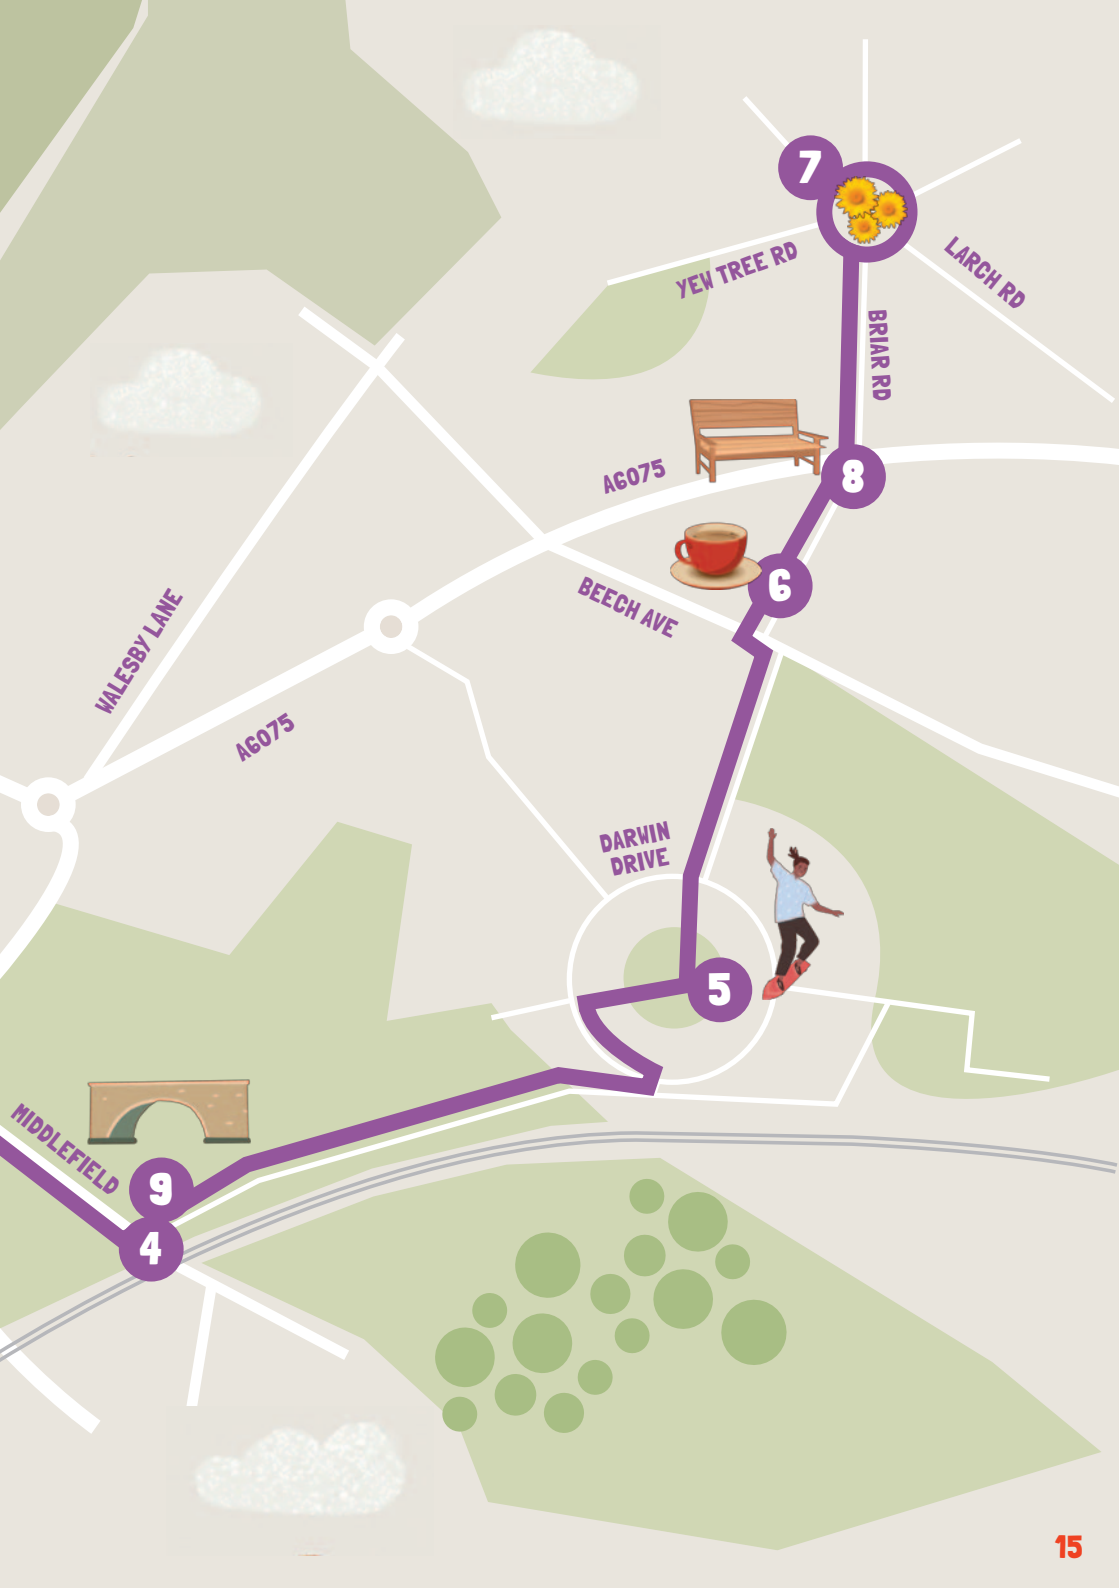 7
YEW TREE RD
LARCH RD
BRIAR RD
A6075
8
6
BEECH AVE
WALESBY LANE
A6075
DARWIN
DRIVE
5
MIDDLEFIELD
9
4
15